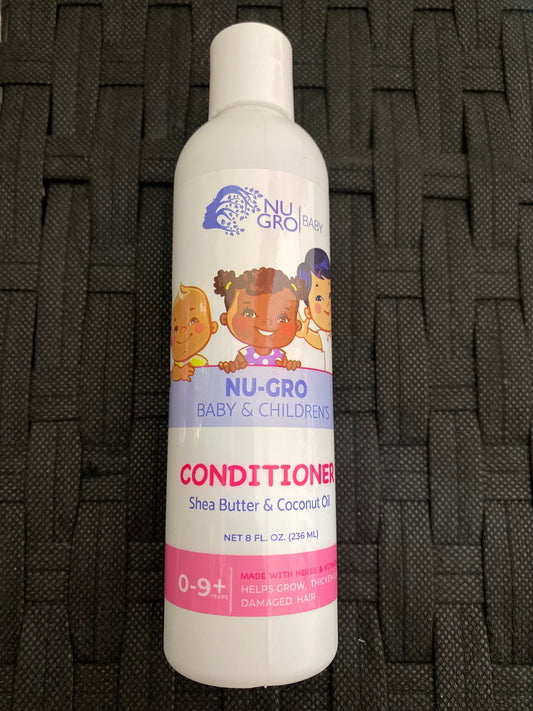 NU
GRO
BABY
NU-GRO
BABY & CHILDREN'S
CONDITIONER
Shea Butter & Coconut Oil
NET 8 FL. OZ. (236 ML)
0-9+
YEARS
MADE WITH HERBS &
HELPS GROW, THICKEN
DAMAGED HAIR